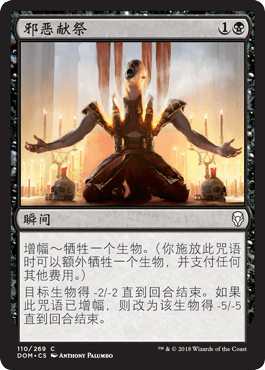 邪恶献祭 1
瞬间
增幅~牺牲一个生物。（你施放此咒语
时可以额外牺牲一个生物，并支付任何
其他费用。）
目标生物得 -2/-2 直到回合结束。如果
此咒语已增幅，则改为该生物得 -5/-5
直到回合结束。
110/269 C
DOM • CS Anthony Palumbo
™ & © 2018 Wizards of the Coast